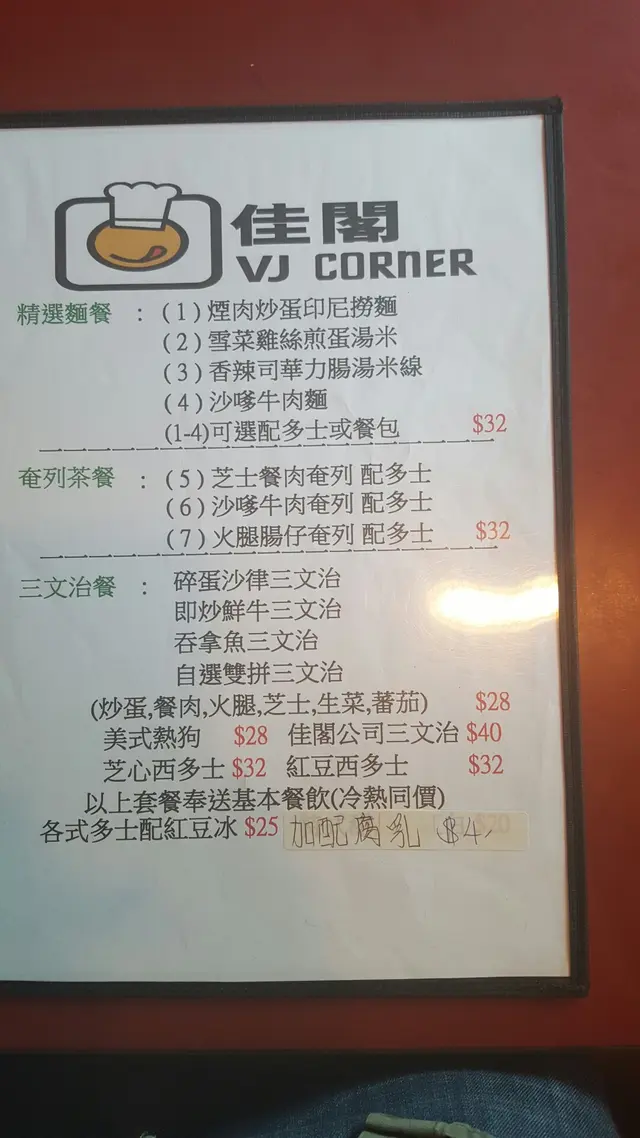 佳閣
VJ CORNER
精選麵餐 : (1) 煙肉炒蛋印尼撈麵
(2) 雪菜雞絲煎蛋湯米
(3) 香辣司華力腸湯米線
(4) 沙嗲牛肉麵
(1-4)可選配多士或餐包 $32
奄列茶餐 : (5) 芝士餐肉奄列 配多士
(6) 沙嗲牛肉奄列 配多士
(7) 火腿腸仔奄列 配多士 $32
三文治餐 : 碎蛋沙律三文治
即炒鮮牛三文治
吞拿魚三文治
自選雙拼三文治
(炒蛋,餐肉,火腿,芝士,生菜,蕃茄) $28
美式熱狗 $28 佳閣公司三文治 $40
芝心西多士 $32 紅豆西多士 $32
以上套餐奉送基本餐飲(冷熱同價)
各式多士配紅豆冰 $25 加配腐乳 $4